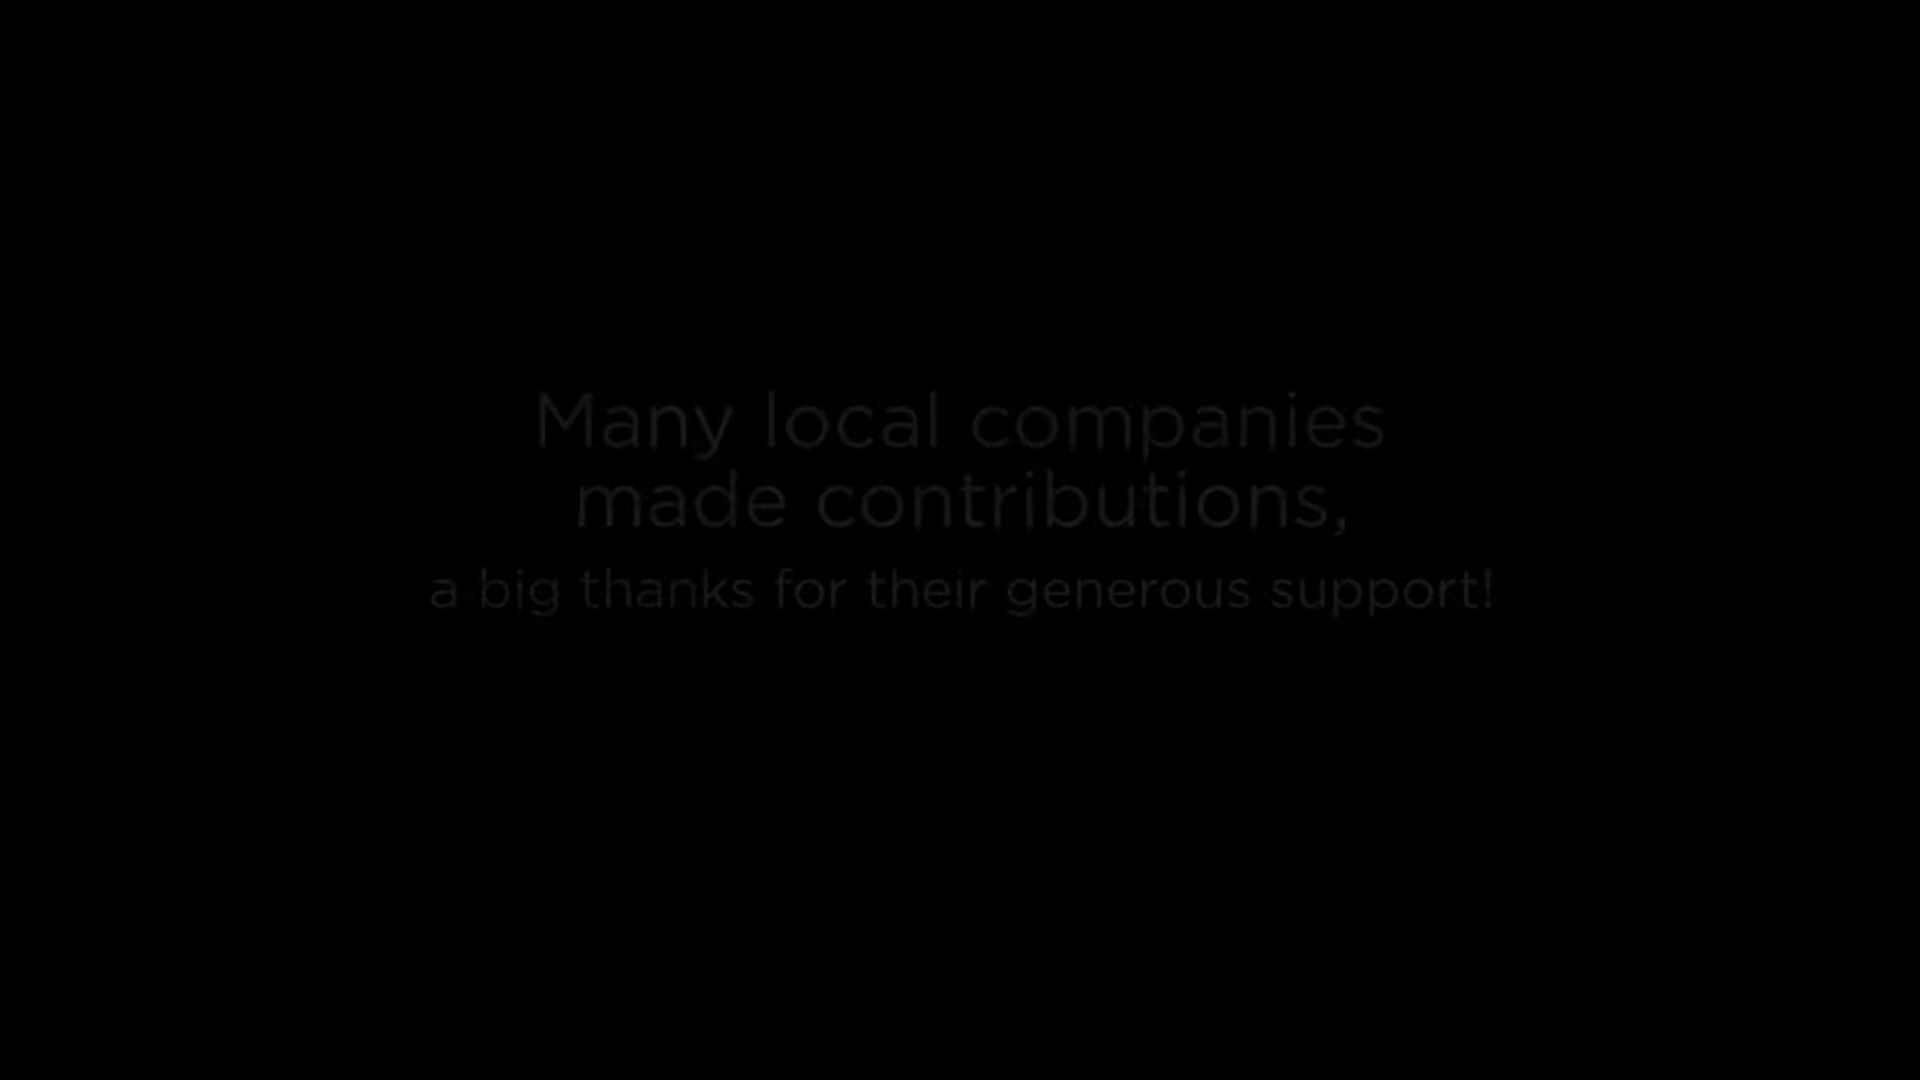 Many local companies
made contributions,
a big thanks for their generous support!